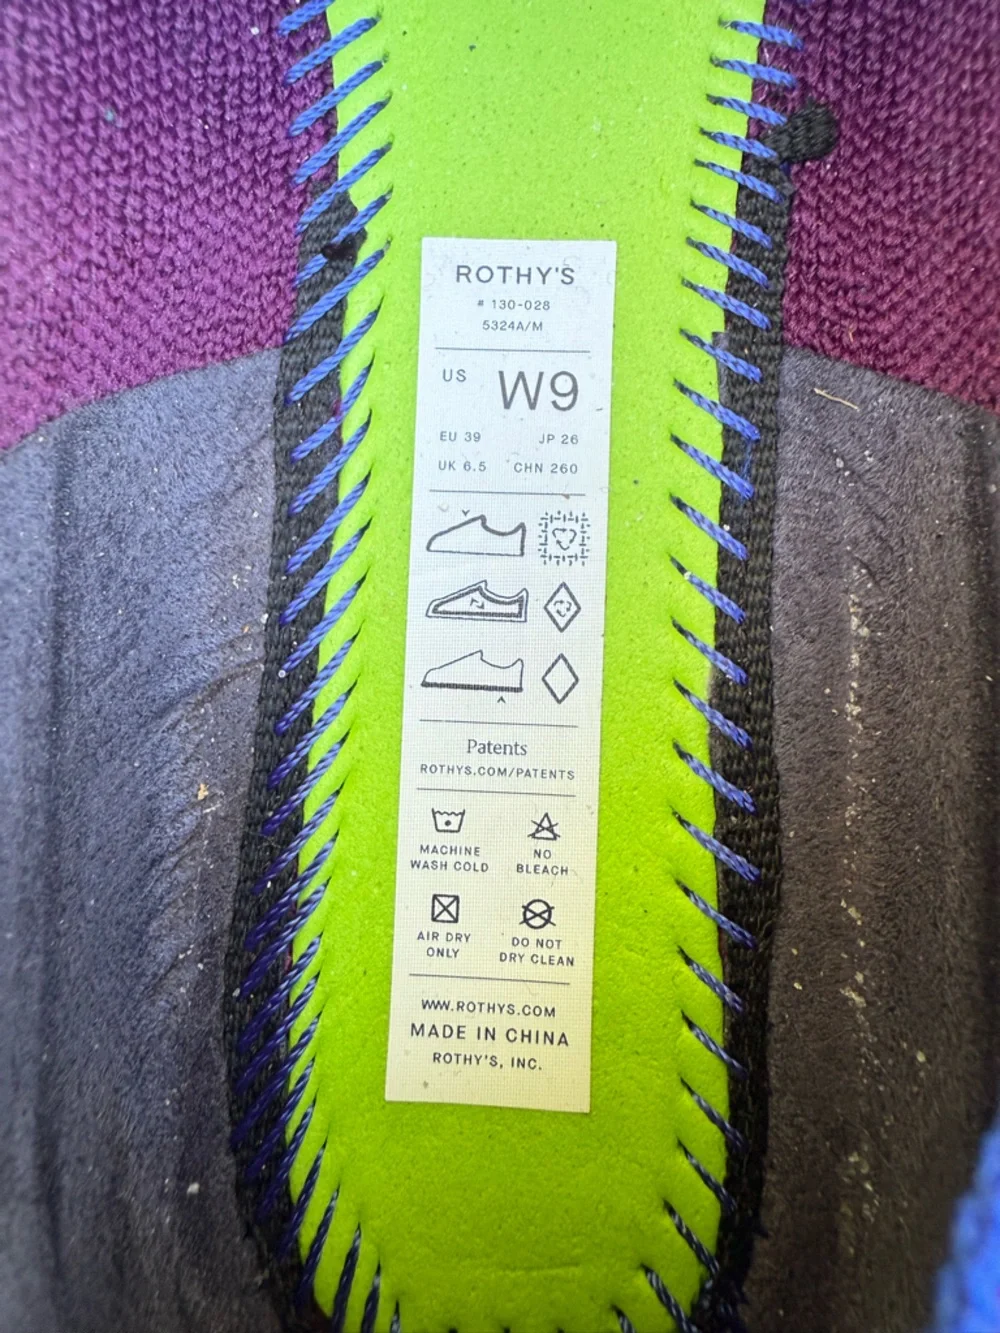 ROTHY'S
# 130-028
5324A/M
US W9
EU 39 JP 26
UK 6.5 CHN 260
Patents
ROTHYS.COM/PATENTS
MACHINE WASH COLD
NO BLEACH
AIR DRY ONLY
DO NOT DRY CLEAN
WWW.ROTHYS.COM
MADE IN CHINA
ROTHY'S, INC.